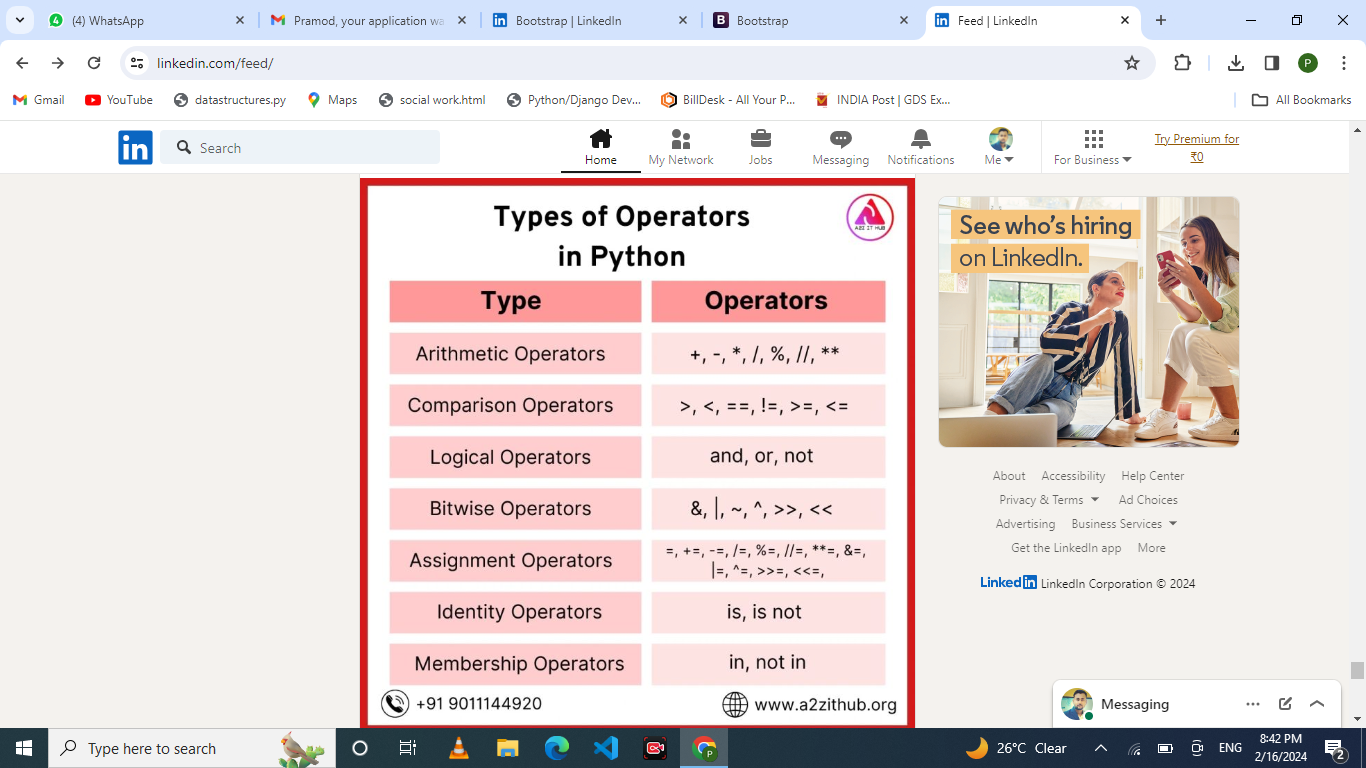 (4) WhatsApp
Pramod, your application wa
Bootstrap | LinkedIn
Bootstrap
Feed | LinkedIn
linkedin.com/feed/
P
Gmail
YouTube
datastructures.py
Maps
social work.html
Python/Django Dev...
BillDesk - All Your P...
INDIA Post | GDS Ex...
All Bookmarks
in
Search
Home
My Network
Jobs
Messaging
Notifications
Me
For Business
Try Premium for
₹0
Types of Operators
in Python
A2Z IT HUB
Type Operators
Arithmetic Operators +, -, *, /, %, //, **
Comparison Operators >, <, ==, !=, >=, <=
Logical Operators and, or, not
Bitwise Operators &, |, ~, ^, >>, <<
Assignment Operators =, +=, -=, /=, %=, //=, **=, &=,
|=, ^=, >>=, <<=,
Identity Operators is, is not
Membership Operators in, not in
+91 9011144920 www.a2zithub.org
See who's hiring
on LinkedIn.
About Accessibility Help Center
Privacy & Terms Ad Choices
Advertising Business Services
Get the LinkedIn app More
LinkedIn LinkedIn Corporation © 2024
Messaging
Type here to search
26°C Clear
ENG
8:42 PM
2/16/2024
2